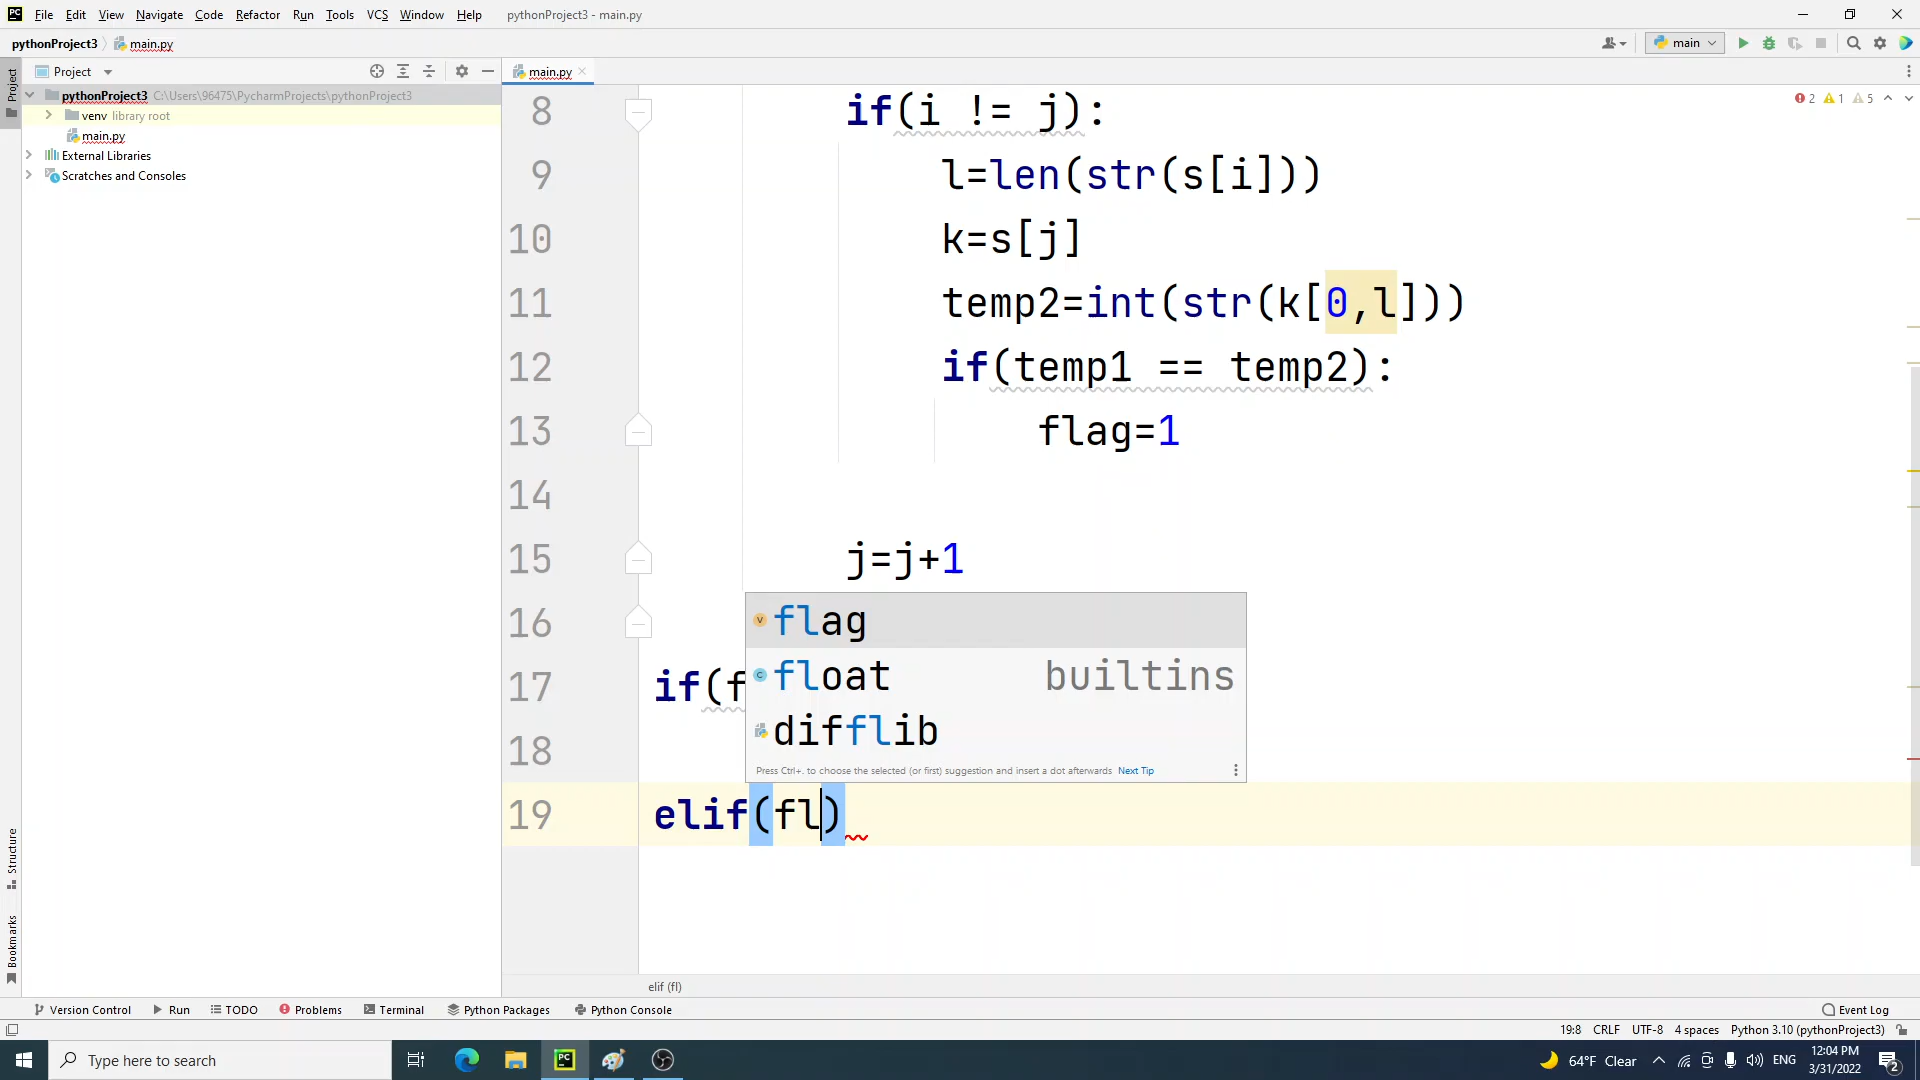 File Edit View Navigate Code Refactor Run Tools VCS Window Help pythonProject3 - main.py
pythonProject3 main.py
main
Project
main.py
Project
pythonProject3 C:\Users\96475\PycharmProjects\pythonProject3
venv library root
main.py
External Libraries
Scratches and Consoles
2 1 5
8 if(i != j):
9 l=len(str(s[i]))
10 k=s[j]
11 temp2=int(str(k[0,l]))
12 if(temp1 == temp2):
13 flag=1
14
15 j=j+1
16
17 if(f
18
19 elif(fl)
flag
float builtins
difflib
Press Ctrl+. to choose the selected (or first) suggestion and insert a dot afterwards Next Tip
Structure
Bookmarks
elif (fl)
Version Control Run TODO Problems Terminal Python Packages Python Console Event Log
19:8 CRLF UTF-8 4 spaces Python 3.10 (pythonProject3)
Type here to search
64°F Clear ENG
12:04 PM
3/31/2022
2